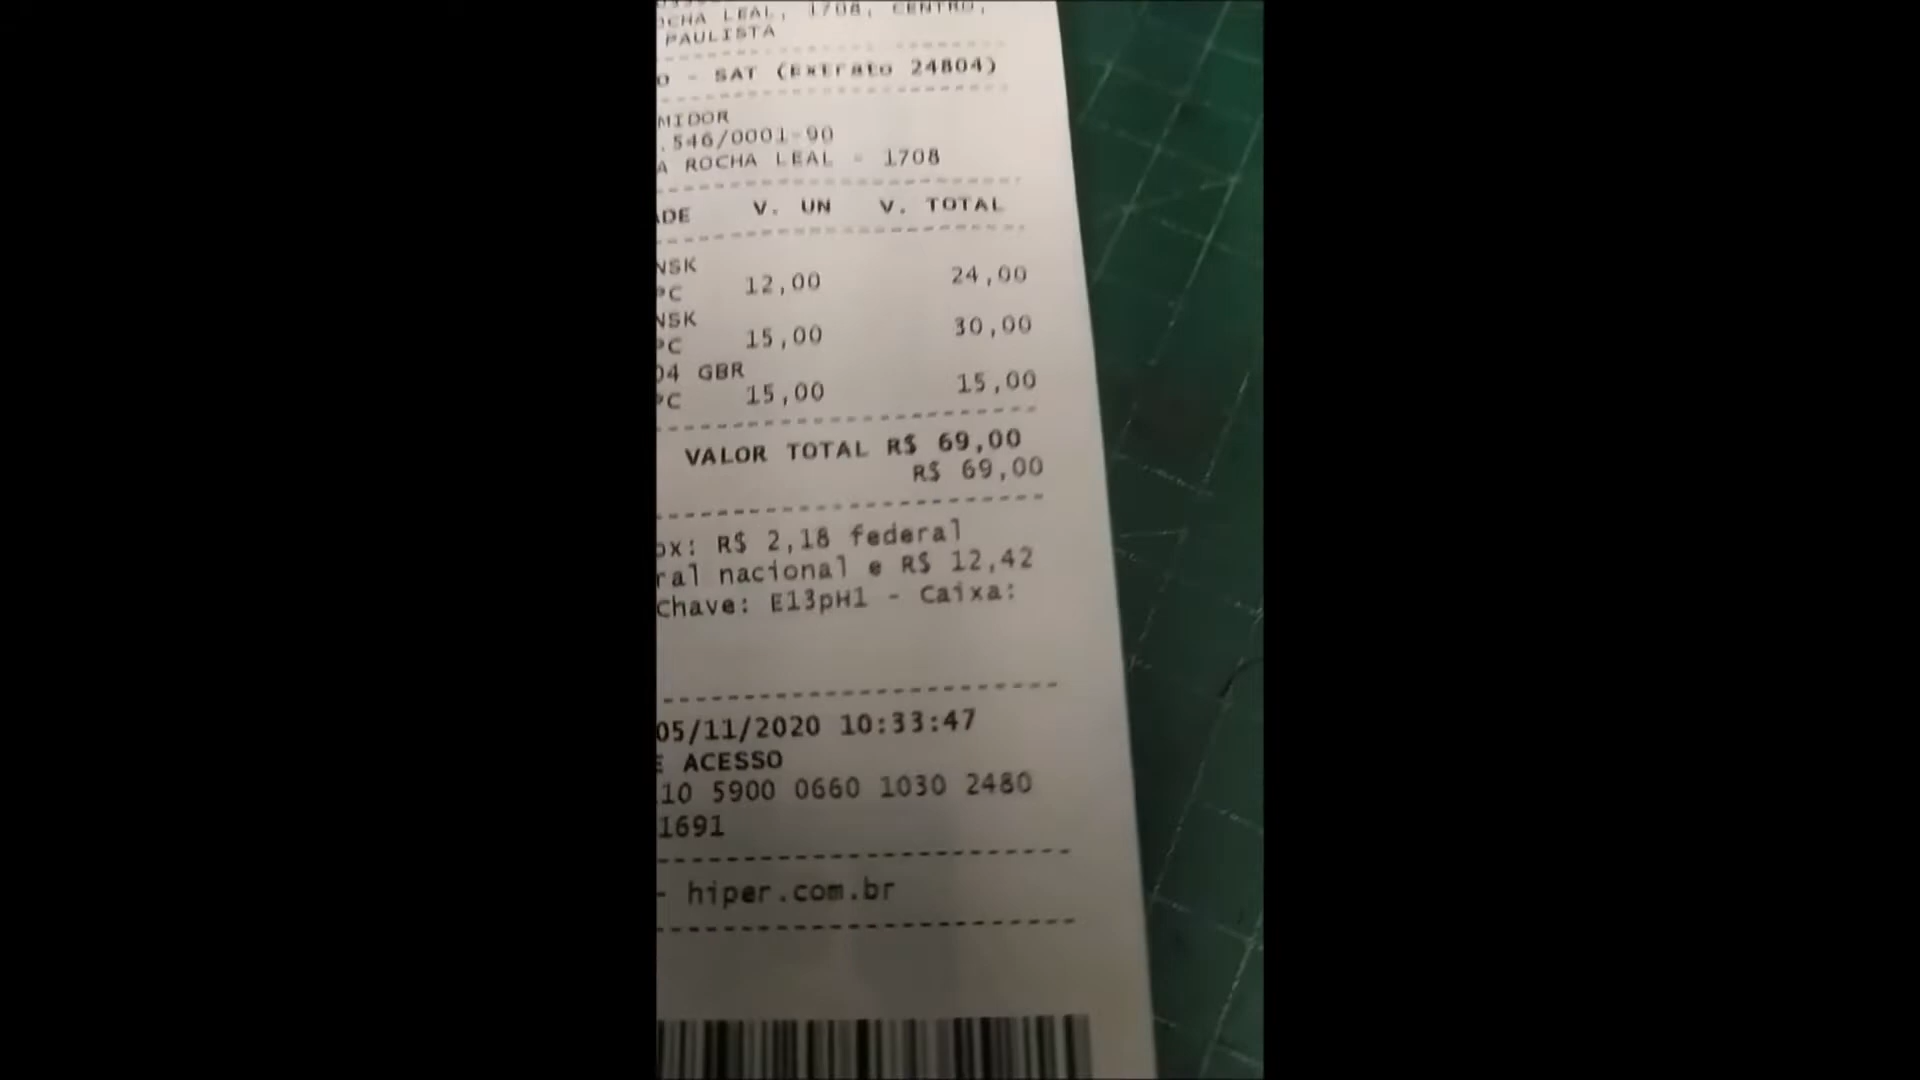 OCHA LEAL, 1708, CENTRO,
PAULISTA
O - SAT (Extrato 24804)
MIDOR
.546/0001-90
A ROCHA LEAL - 1708
ADE V. UN V. TOTAL
NSK
PC 12,00 24,00
NSK
PC 15,00 30,00
04 GBR
PC 15,00 15,00
VALOR TOTAL R$ 69,00
R$ 69,00
ox: R$ 2,18 federal
ral nacional e R$ 12,42
Chave: E13pH1 - Caixa:
05/11/2020 10:33:47
E ACESSO
110 5900 0660 1030 2480
1691
- hiper.com.br